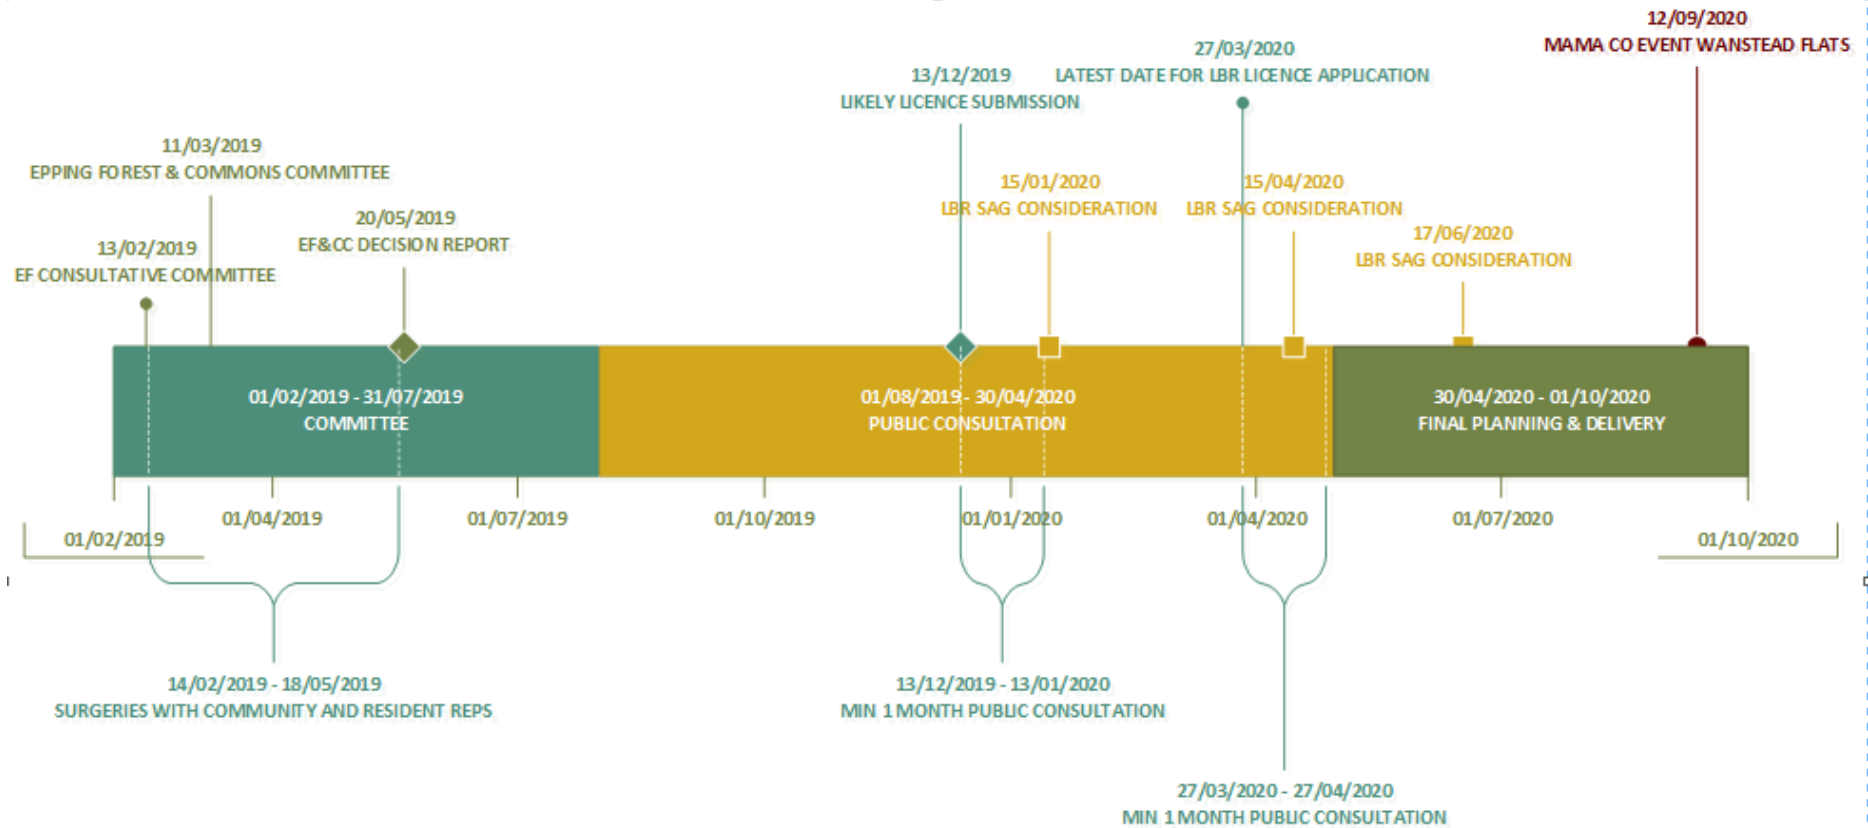 12/09/2020
MAMA CO EVENT WANSTEAD FLATS
27/03/2020
LATEST DATE FOR LBR LICENCE APPLICATION
13/12/2019
LIKELY LICENCE SUBMISSION
11/03/2019
EPPING FOREST & COMMONS COMMITTEE
15/01/2020
LBR SAG CONSIDERATION
15/04/2020
LBR SAG CONSIDERATION
20/05/2019
EF&CC DECISION REPORT
17/06/2020
LBR SAG CONSIDERATION
13/02/2019
EF CONSULTATIVE COMMITTEE
01/02/2019 - 31/07/2019
COMMITTEE
01/08/2019 - 30/04/2020
PUBLIC CONSULTATION
30/04/2020 - 01/10/2020
FINAL PLANNING & DELIVERY
01/02/2019
01/04/2019
01/07/2019
01/10/2019
01/01/2020
01/04/2020
01/07/2020
01/10/2020
14/02/2019 - 18/05/2019
SURGERIES WITH COMMUNITY AND RESIDENT REPS
13/12/2019 - 13/01/2020
MIN 1 MONTH PUBLIC CONSULTATION
27/03/2020 - 27/04/2020
MIN 1 MONTH PUBLIC CONSULTATION